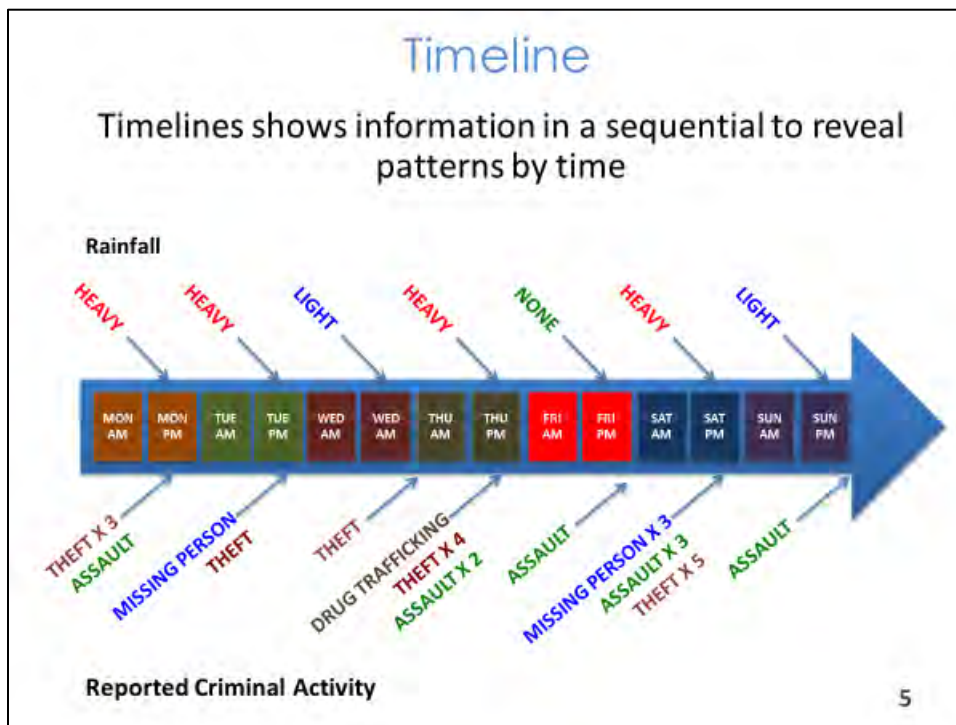 Timeline
Timelines shows information in a sequential to reveal
patterns by time
Rainfall
HEAVY
HEAVY
LIGHT
HEAVY
NONE
HEAVY
LIGHT
MON
AM
MON
PM
TUE
AM
TUE
PM
WED
AM
WED
AM
THU
AM
THU
PM
FRI
AM
FRI
PM
SAT
AM
SAT
PM
SUN
AM
SUN
PM
THEFT X 3
ASSAULT
MISSING PERSON
THEFT
THEFT
DRUG TRAFFICKING
THEFT X 4
ASSAULT X 2
ASSAULT
MISSING PERSON X 3
ASSAULT X 3
THEFT X 5
ASSAULT
Reported Criminal Activity
5